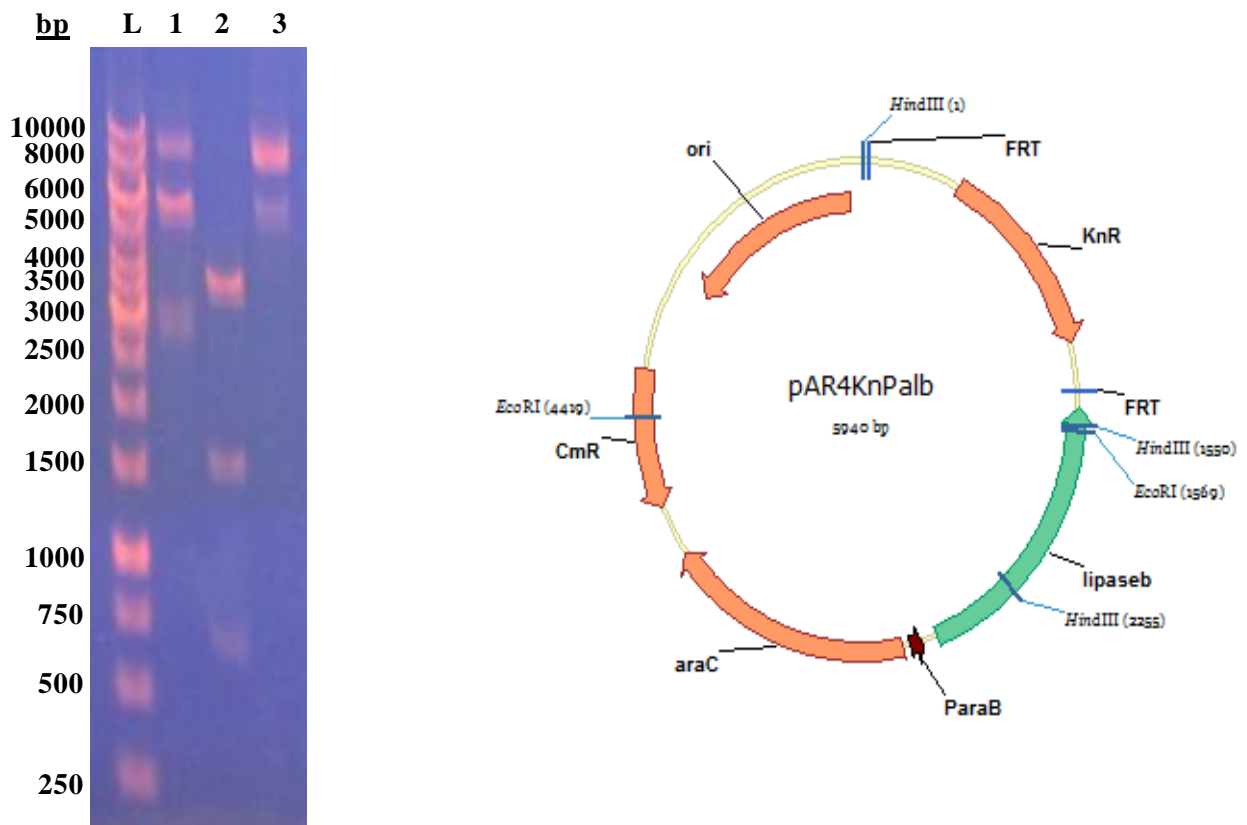 bp L 1 2 3
10000
8000
6000
5000
4000
3500
3000
2500
2000
1500
1000
750
500
250
HindIII (1)
FRT
ori
KnR
pAR4KnPalb
5940 bp
FRT
EcoRI (4419)
CmR
HindIII (1550)
EcoRI (1569)
lipaseb
HindIII (2255)
araC
ParaB